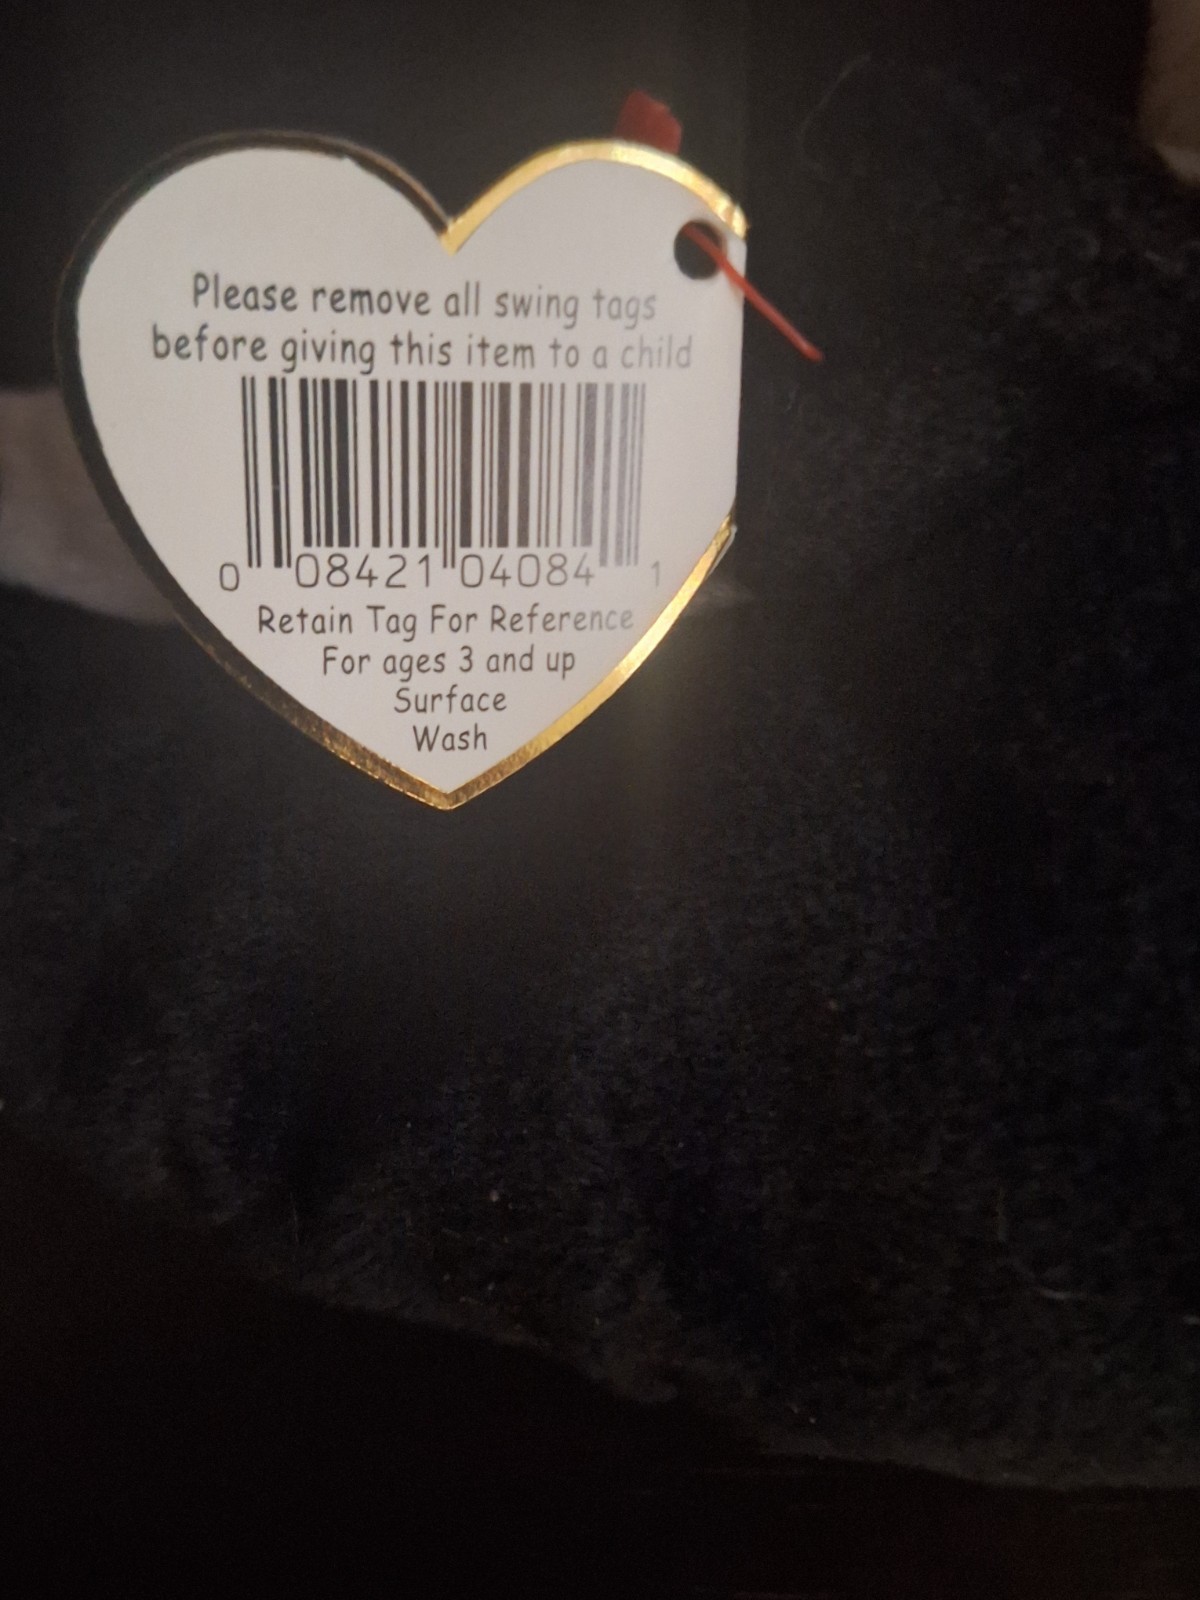 Please remove all swing tags
before giving this item to a child
0 08421 04084 1
Retain Tag For Reference
For ages 3 and up
Surface
Wash